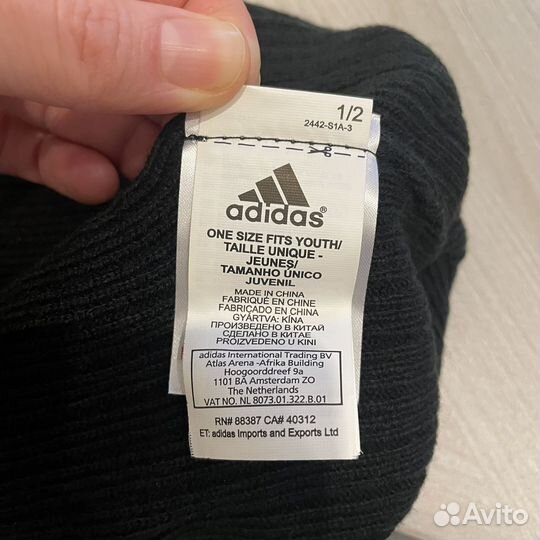 1/2
2442-S1A-3
adidas®
ONE SIZE FITS YOUTH/
TAILLE UNIQUE -
JEUNES/
TAMANHO ÚNICO
JUVENIL
MADE IN CHINA
FABRIQUÉ EN CHINE
FABRICADO EN CHINA
GYÁRTVA: KÍNA
ПРОИЗВЕДЕНО В КИТАЙ
СДЕЛАНО В КИТАЕ
PROIZVEDENO U KINI
adidas International Trading BV
Atlas Arena -Afrika Building
Hoogoorddreef 9a
1101 BA Amsterdam ZO
The Netherlands
VAT NO. NL 8073.01.322.B.01
RN# 88387 CA# 40312
ET: adidas Imports and Exports Ltd
Avito